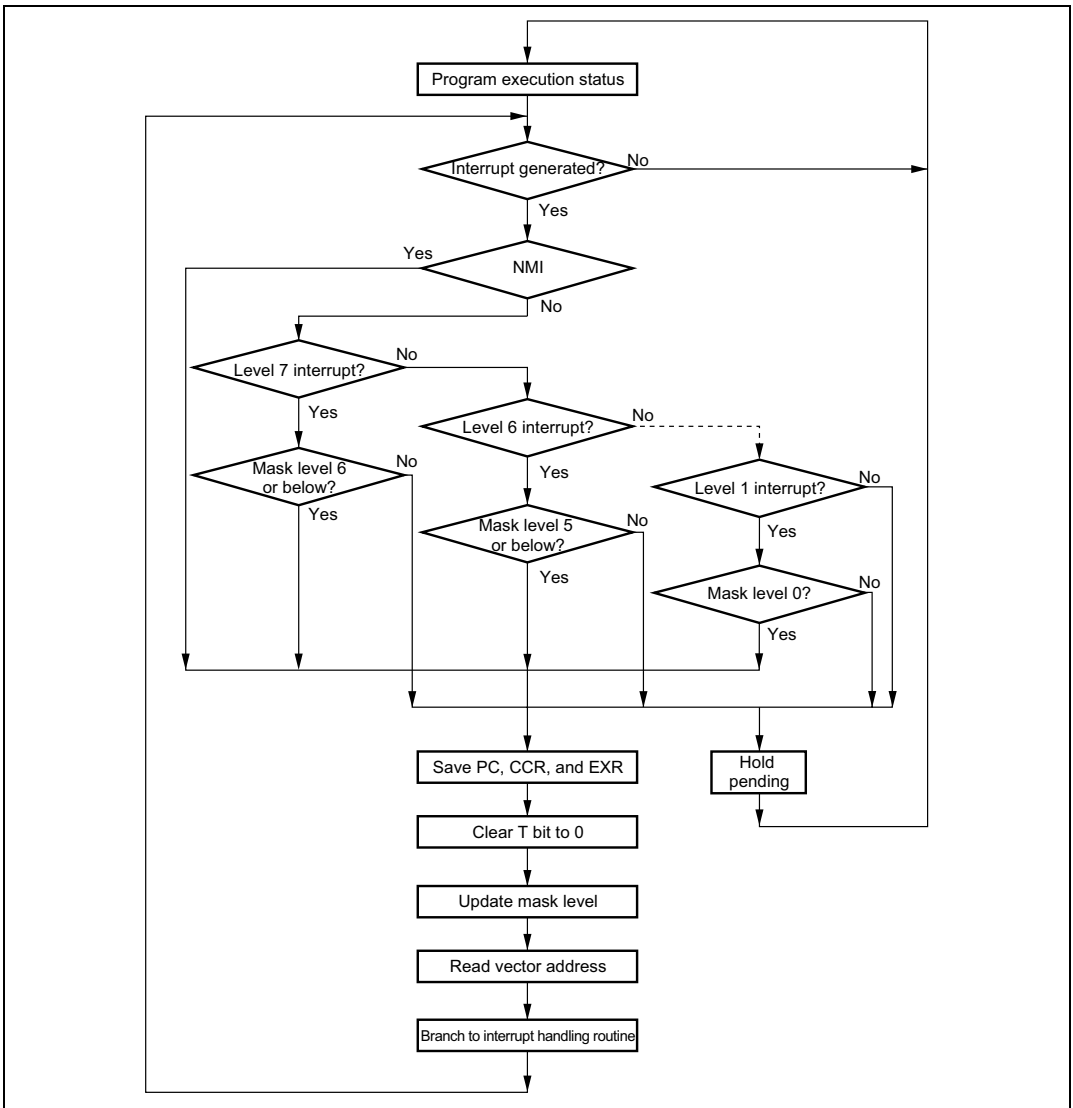 Program execution status
Interrupt generated?
No
Yes
Yes
NMI
No
Level 7 interrupt?
No
Yes
Level 6 interrupt?
No
Yes
Mask level 6
or below?
No
Yes
Level 1 interrupt?
No
Yes
Mask level 5
or below?
No
Yes
Mask level 0?
No
Yes
Save PC, CCR, and EXR
Hold
pending
Clear T bit to 0
Update mask level
Read vector address
Branch to interrupt handling routine